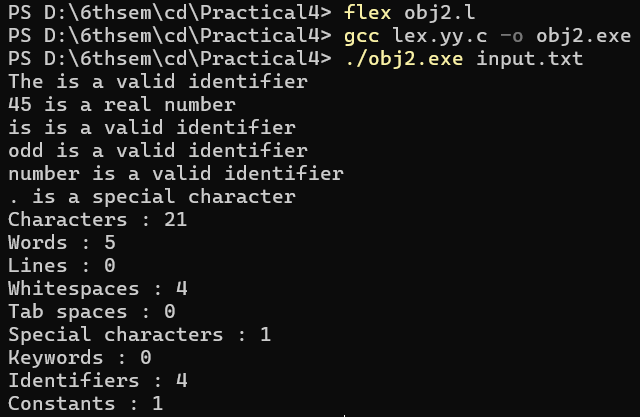 PS D:\6thsem\cd\Practical4> flex obj2.l
PS D:\6thsem\cd\Practical4> gcc lex.yy.c -o obj2.exe
PS D:\6thsem\cd\Practical4> ./obj2.exe input.txt
The is a valid identifier
45 is a real number
is is a valid identifier
odd is a valid identifier
number is a valid identifier
. is a special character
Characters : 21
Words : 5
Lines : 0
Whitespaces : 4
Tab spaces : 0
Special characters : 1
Keywords : 0
Identifiers : 4
Constants : 1